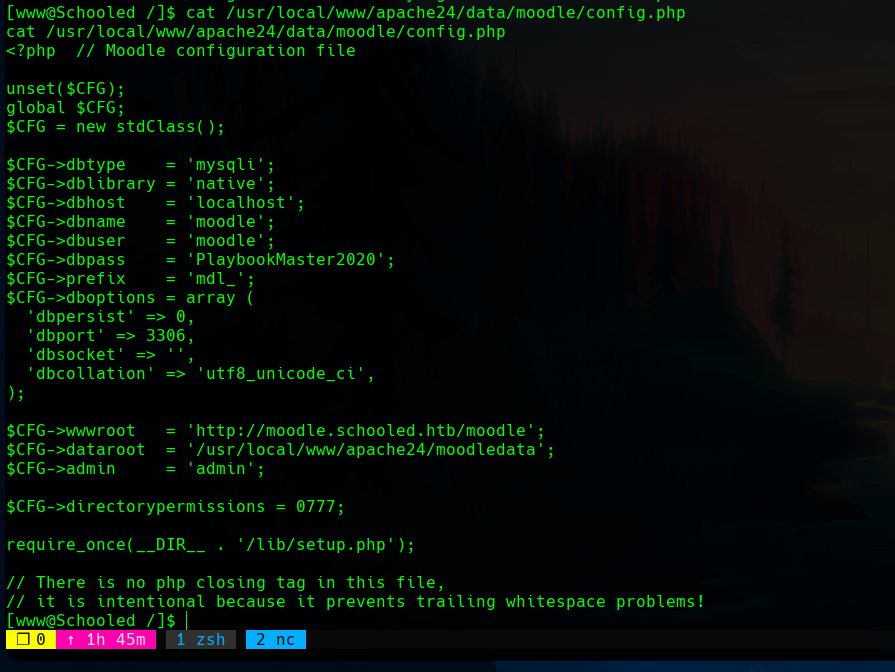 [www@Schooled /]$ cat /usr/local/www/apache24/data/moodle/config.php
cat /usr/local/www/apache24/data/moodle/config.php
<?php  // Moodle configuration file

unset($CFG);
global $CFG;
$CFG = new stdClass();

$CFG->dbtype    = 'mysqli';
$CFG->dblibrary = 'native';
$CFG->dbhost    = 'localhost';
$CFG->dbname    = 'moodle';
$CFG->dbuser    = 'moodle';
$CFG->dbpass    = 'PlaybookMaster2020';
$CFG->prefix    = 'mdl_';
$CFG->dboptions = array (
  'dbpersist' => 0,
  'dbport' => 3306,
  'dbsocket' => '',
  'dbcollation' => 'utf8_unicode_ci',
);

$CFG->wwwroot   = 'http://moodle.schooled.htb/moodle';
$CFG->dataroot  = '/usr/local/www/apache24/moodledata';
$CFG->admin     = 'admin';

$CFG->directorypermissions = 0777;

require_once(__DIR__ . '/lib/setup.php');

// There is no php closing tag in this file,
// it is intentional because it prevents trailing whitespace problems!
[www@Schooled /]$
❐ 0 ↑ 1h 45m 1 zsh 2 nc